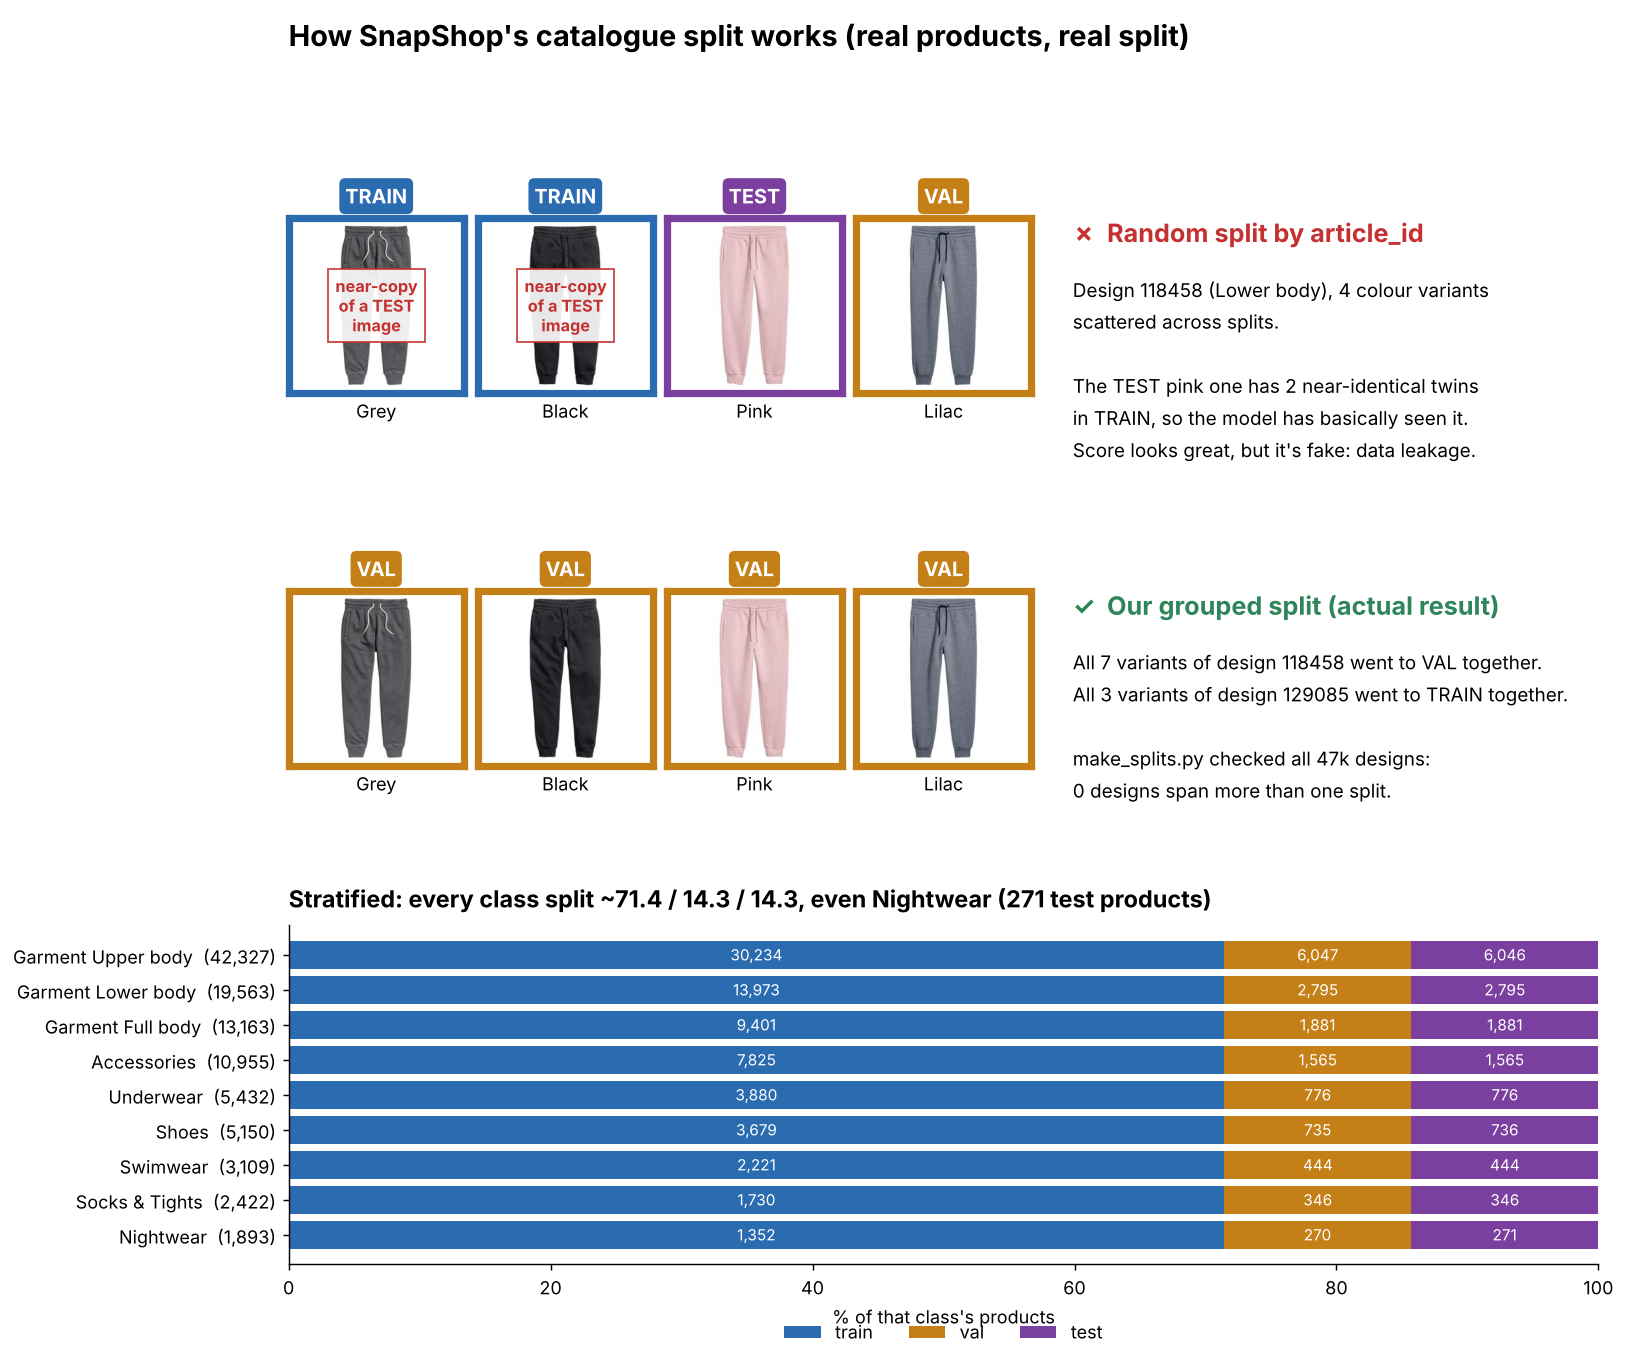 How SnapShop's catalogue split works (real products, real split)
TRAIN
TRAIN
TEST
VAL
near-copy
of a TEST
image
near-copy
of a TEST
image
Grey
Black
Pink
Lilac
× Random split by article_id
Design 118458 (Lower body), 4 colour variants
scattered across splits.
The TEST pink one has 2 near-identical twins
in TRAIN, so the model has basically seen it.
Score looks great, but it's fake: data leakage.
VAL
VAL
VAL
VAL
Grey
Black
Pink
Lilac
✓ Our grouped split (actual result)
All 7 variants of design 118458 went to VAL together.
All 3 variants of design 129085 went to TRAIN together.
make_splits.py checked all 47k designs:
0 designs span more than one split.
Stratified: every class split ~71.4 / 14.3 / 14.3, even Nightwear (271 test products)
Garment Upper body (42,327) 30,234 6,047 6,046
Garment Lower body (19,563) 13,973 2,795 2,795
Garment Full body (13,163) 9,401 1,881 1,881
Accessories (10,955) 7,825 1,565 1,565
Underwear (5,432) 3,880 776 776
Shoes (5,150) 3,679 735 736
Swimwear (3,109) 2,221 444 444
Socks & Tights (2,422) 1,730 346 346
Nightwear (1,893) 1,352 270 271
0 20 40 60 80 100
% of that class's products
train val test